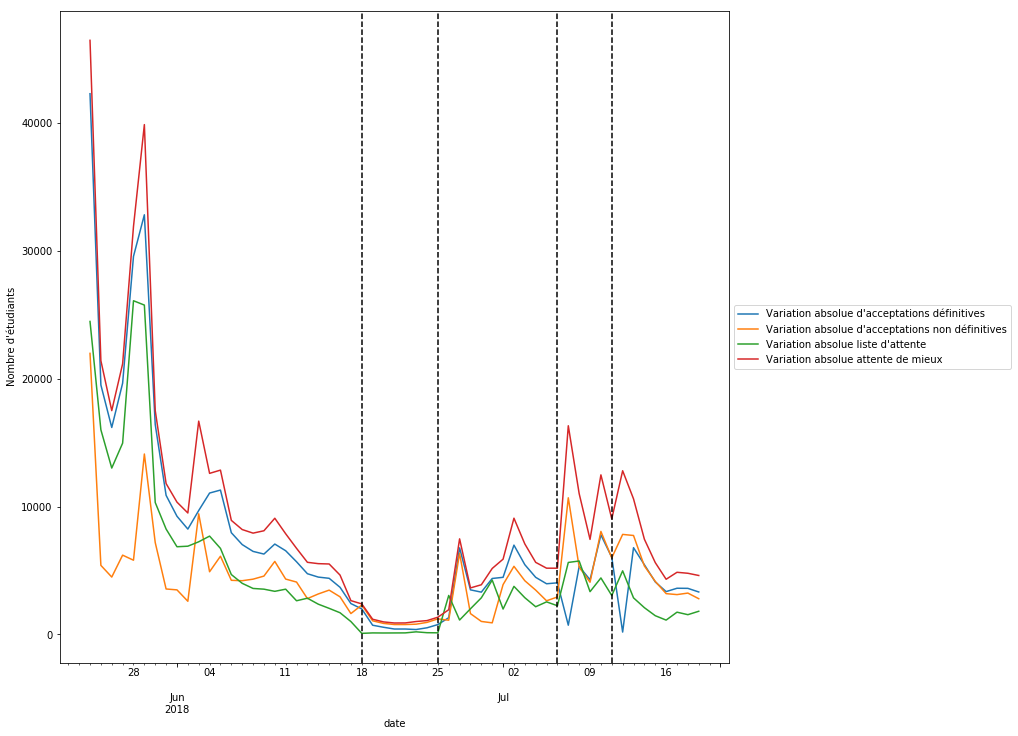 40000
30000
20000
10000
0
Nombre d'étudiants
28 04 11 18 25 02 09 16
Jun Jul
2018
date
Variation absolue d'acceptations définitives
Variation absolue d'acceptations non définitives
Variation absolue liste d'attente
Variation absolue attente de mieux